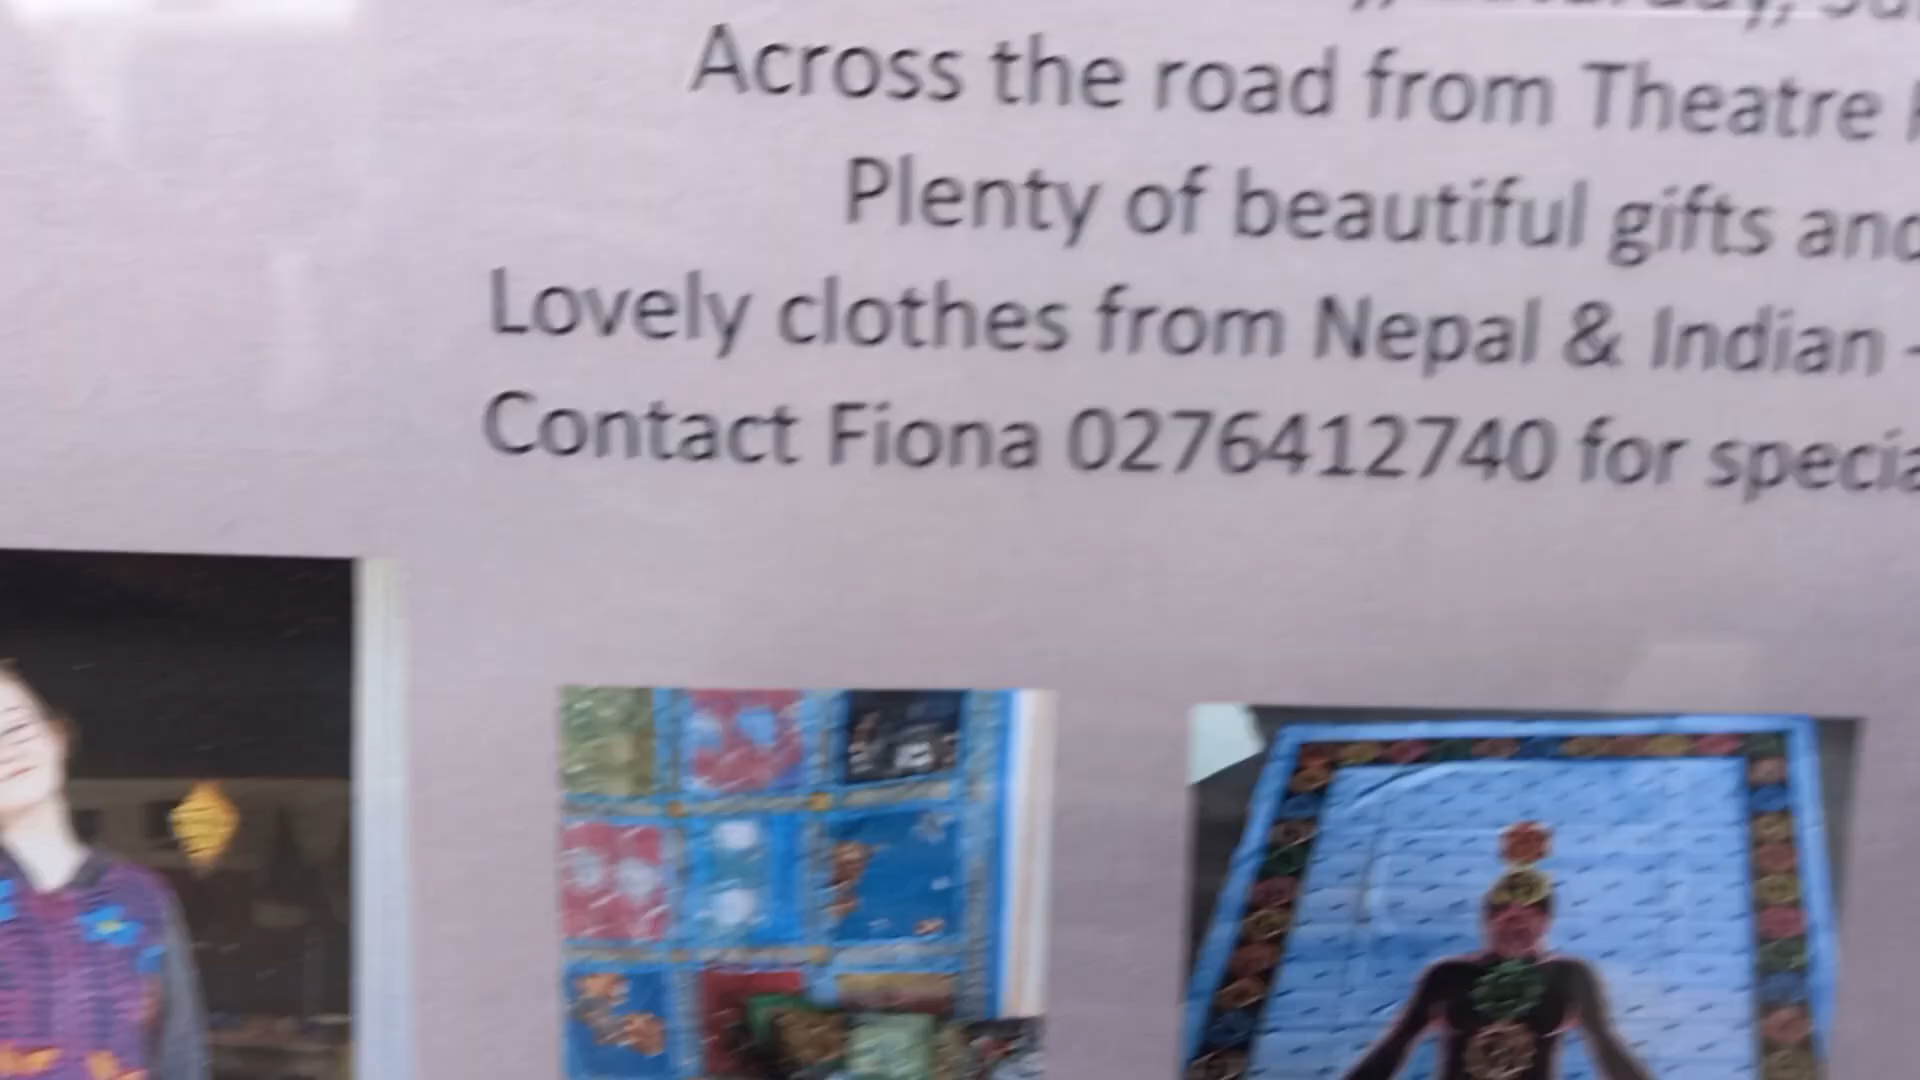 Across the road from Theatre
Plenty of beautiful gifts and
Lovely clothes from Nepal & Indian -
Contact Fiona 0276412740 for specia